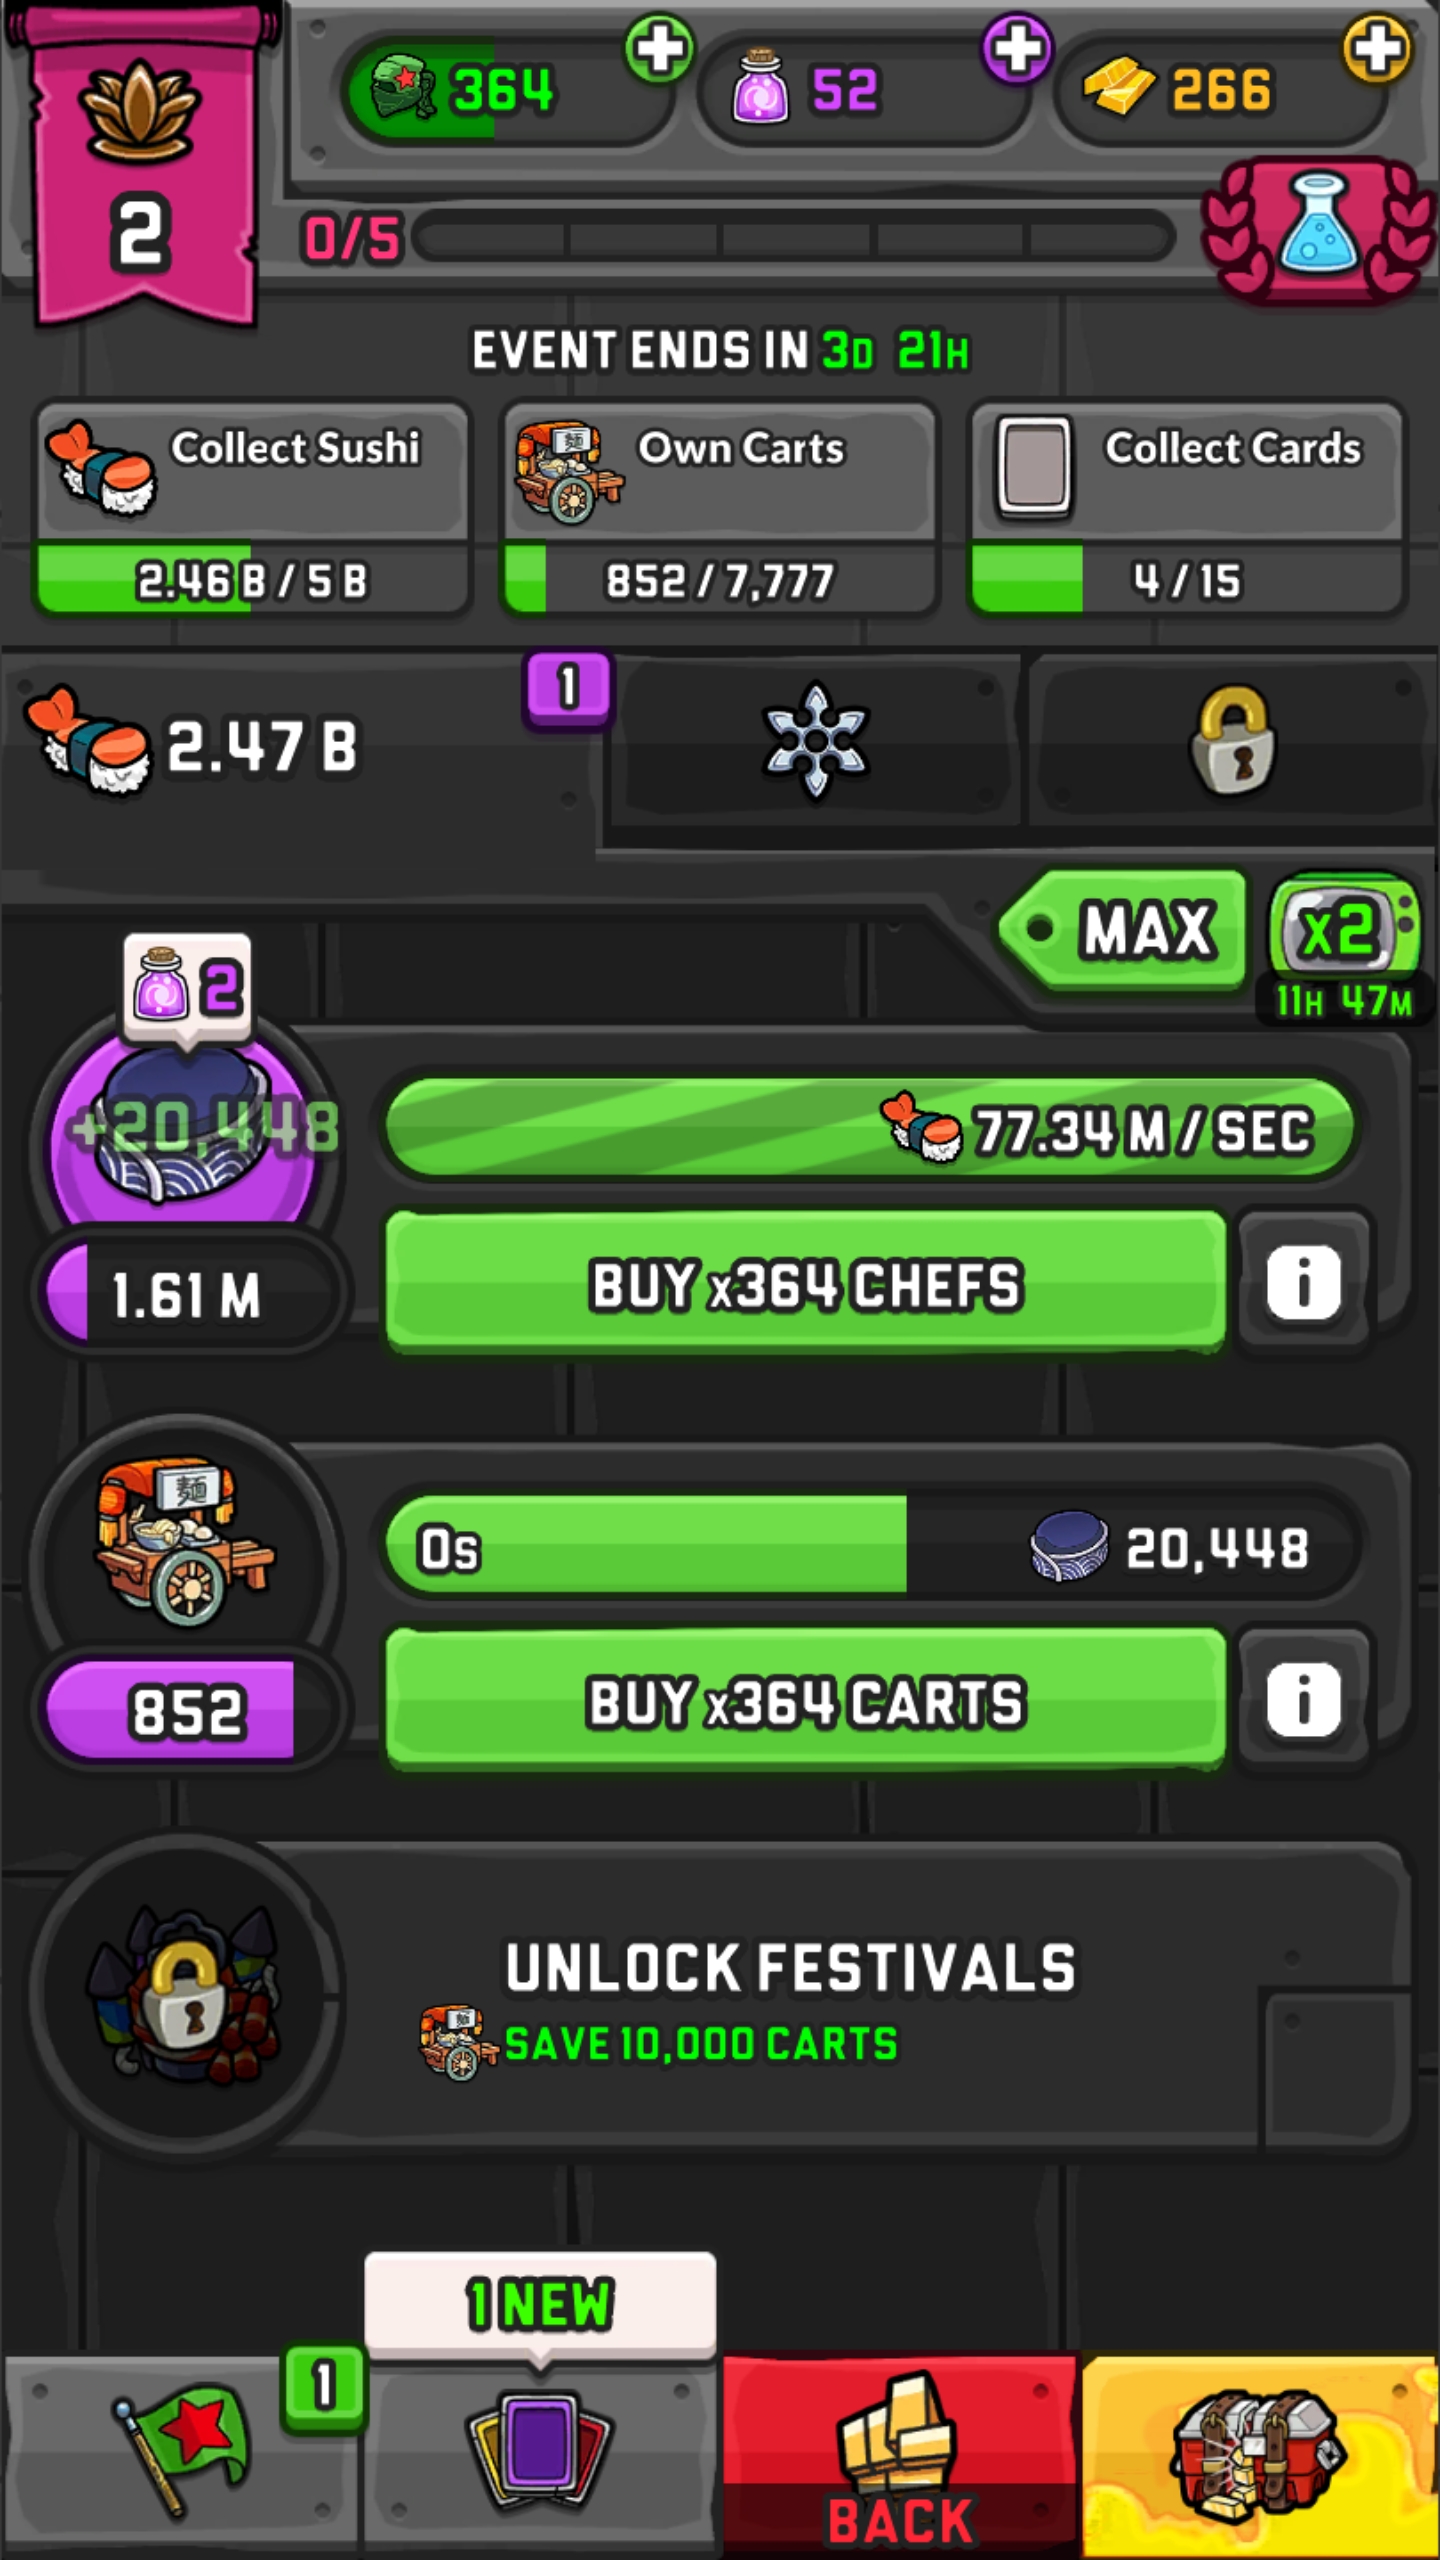 364
52
266
2
0/5
EVENT ENDS IN 3D 21H
Collect Sushi
Own Carts
Collect Cards
2.46 B / 5 B
852 / 7,777
4 / 15
2.47 B
1
MAX
x2
11H 47M
2
+20,448
77.34 M / SEC
1.61 M
BUY x364 CHEFS
i
麺
0s
20,448
852
BUY x364 CARTS
i
UNLOCK FESTIVALS
SAVE 10,000 CARTS
1 NEW
1
BACK